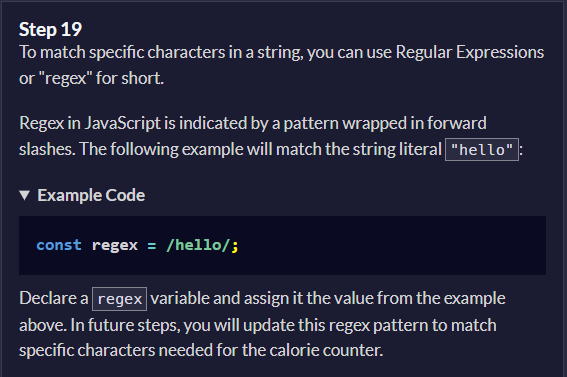 Step 19
To match specific characters in a string, you can use Regular Expressions
or "regex" for short.
Regex in JavaScript is indicated by a pattern wrapped in forward
slashes. The following example will match the string literal "hello":
▼ Example Code
const regex = /hello/;
Declare a regex variable and assign it the value from the example
above. In future steps, you will update this regex pattern to match
specific characters needed for the calorie counter.